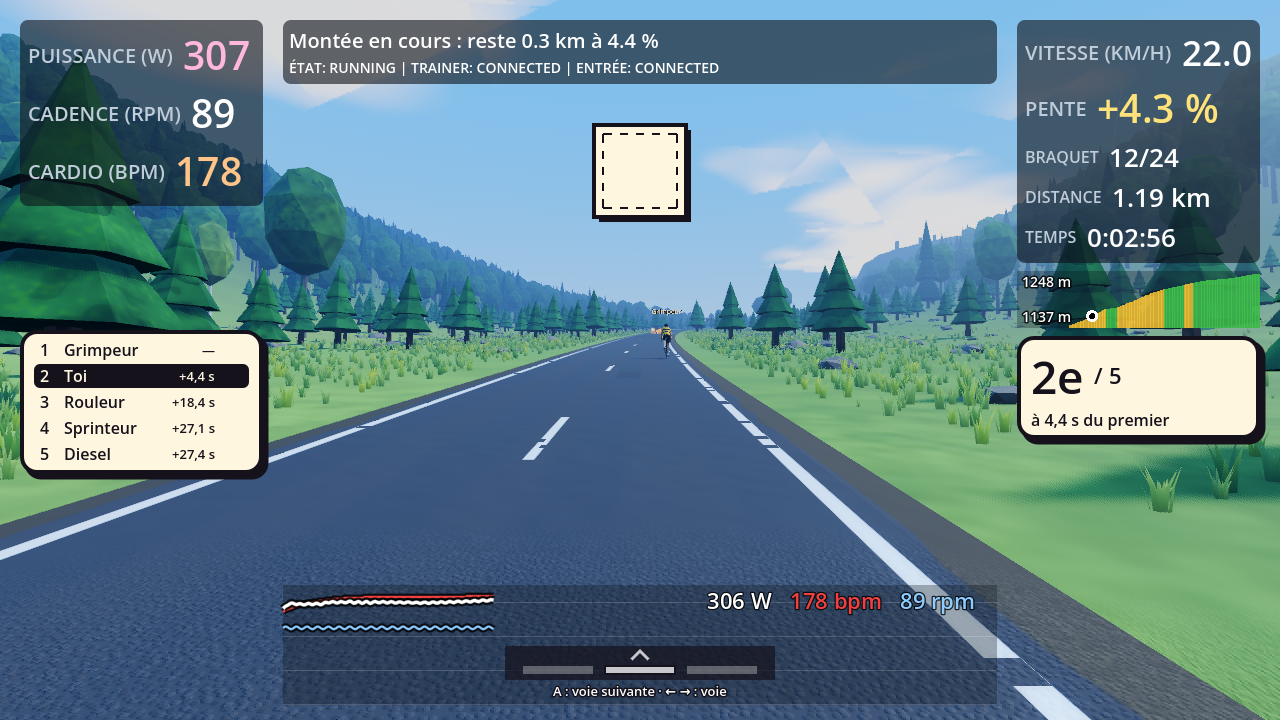 PUISSANCE (W) 307
CADENCE (RPM) 89
CARDIO (BPM) 178
Montée en cours : reste 0.3 km à 4.4 %
ÉTAT: RUNNING | TRAINER: CONNECTED | ENTRÉE: CONNECTED
VITESSE (KM/H) 22.0
PENTE +4.3 %
BRAQUET 12/24
DISTANCE 1.19 km
TEMPS 0:02:56
1248 m
1137 m
Grimpeur
1 Grimpeur —
2 Toi +4,4 s
3 Rouleur +18,4 s
4 Sprinteur +27,1 s
5 Diesel +27,4 s
2e / 5
à 4,4 s du premier
306 W 178 bpm 89 rpm
A : voie suivante · ← → : voie